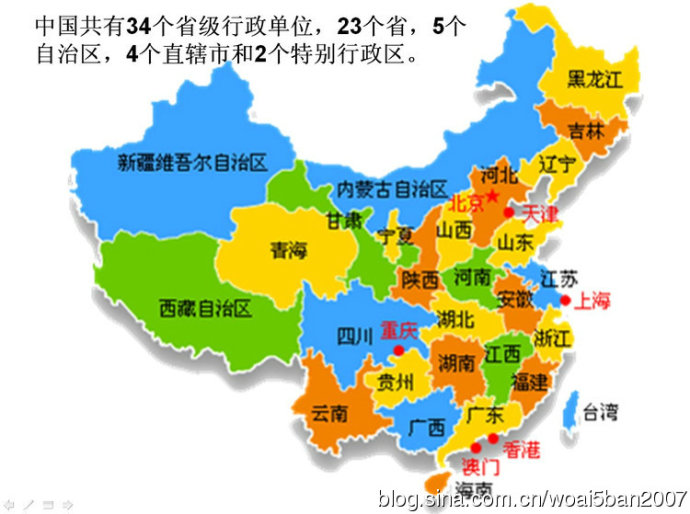 中国共有34个省级行政单位，23个省，5个
自治区，4个直辖市和2个特别行政区。
黑龙江
吉林
辽宁
新疆维吾尔自治区
内蒙古自治区
河北
北京
天津
甘肃
宁夏
山西
山东
青海
陕西
河南
江苏
西藏自治区
安徽
上海
四川
重庆
湖北
浙江
湖南
江西
贵州
福建
云南
广西
广东
台湾
香港
澳门
海南
blog.sina.com.cn/woai5ban2007